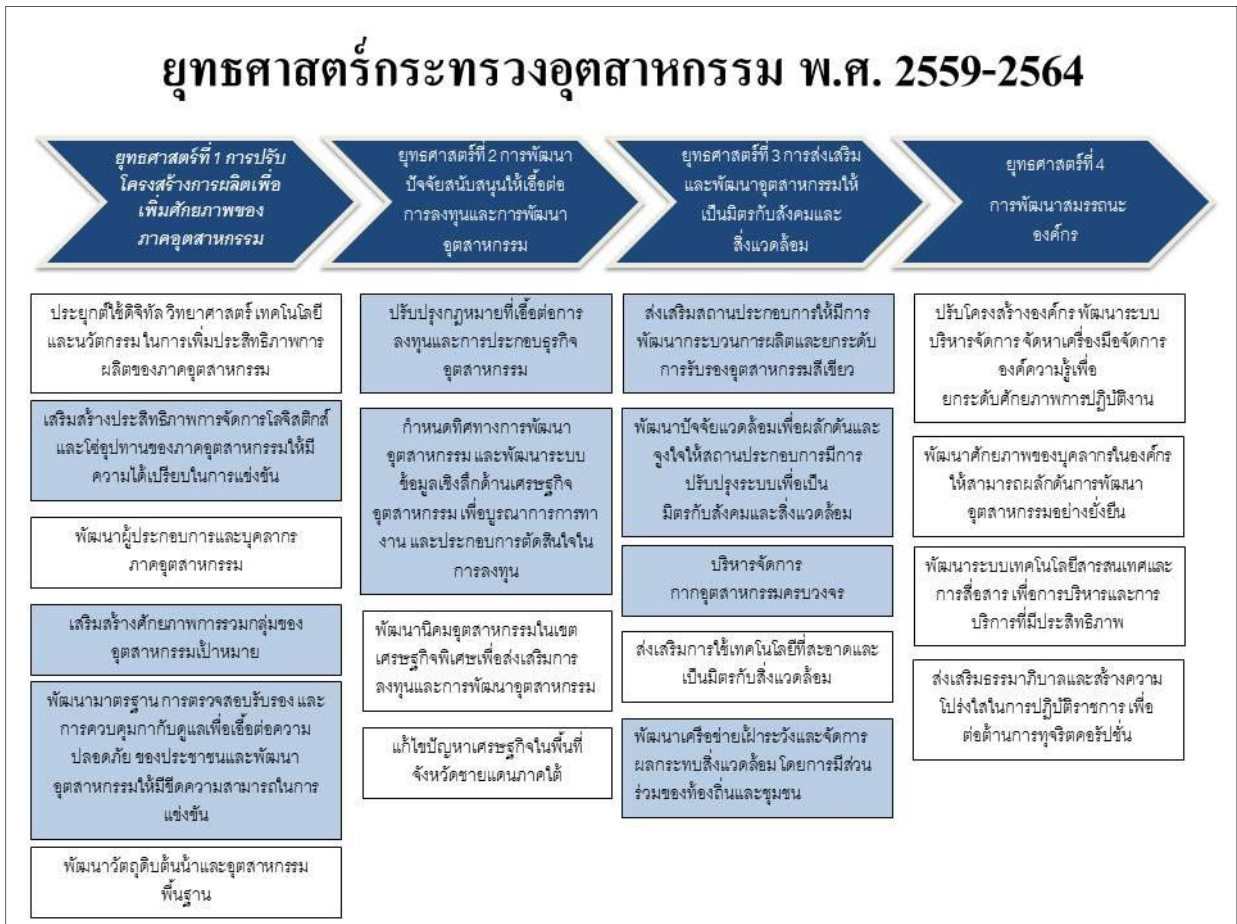 ยุทธศาสตร์กระทรวงอุตสาหกรรม พ.ศ. 2559-2564
ยุทธศาสตร์ที่ 1 การปรับ
โครงสร้างการผลิตเพื่อ
เพิ่มศักยภาพของ
ภาคอุตสาหกรรม
ยุทธศาสตร์ที่ 2 การพัฒนา
ปัจจัยสนับสนุนให้เอื้อต่อ
การลงทุนและการพัฒนา
อุตสาหกรรม
ยุทธศาสตร์ที่ 3 การส่งเสริม
และพัฒนาอุตสาหกรรมให้
เป็นมิตรกับสังคมและ
สิ่งแวดล้อม
ยุทธศาสตร์ที่ 4
การพัฒนาสมรรถนะ
องค์กร
ประยุกต์ใช้ดิจิทัล วิทยาศาสตร์ เทคโนโลยี
และนวัตกรรม ในการเพิ่มประสิทธิภาพการ
ผลิตของภาคอุตสาหกรรม
เสริมสร้างประสิทธิภาพการจัดการโลจิสติกส์
และโซ่อุปทานของภาคอุตสาหกรรมให้มี
ความได้เปรียบในการแข่งขัน
พัฒนาผู้ประกอบการและบุคลากร
ภาคอุตสาหกรรม
เสริมสร้างศักยภาพการรวมกลุ่มของ
อุตสาหกรรมเป้าหมาย
พัฒนามาตรฐาน การตรวจสอบรับรอง และ
การควบคุมกากับดูแลเพื่อเอื้อต่อความ
ปลอดภัย ของประชาชนและพัฒนา
อุตสาหกรรมให้มีขีดความสามารถในการ
แข่งขัน
พัฒนาวัตถุดิบต้นน้าและอุตสาหกรรม
พื้นฐาน
ปรับปรุงกฎหมายที่เอื้อต่อการ
ลงทุนและการประกอบธุรกิจ
อุตสาหกรรม
กำหนดทิศทางการพัฒนา
อุตสาหกรรม และพัฒนาระบบ
ข้อมูลเชิงลึกด้านเศรษฐกิจ
อุตสาหกรรม เพื่อบูรณาการการทา
งาน และประกอบการตัดสินใจใน
การลงทุน
พัฒนานิคมอุตสาหกรรมในเขต
เศรษฐกิจพิเศษเพื่อส่งเสริมการ
ลงทุนและการพัฒนาอุตสาหกรรม
แก้ไขปัญหาเศรษฐกิจในพื้นที่
จังหวัดชายแดนภาคใต้
ส่งเสริมสถานประกอบการให้มีการ
พัฒนากระบวนการผลิตและยกระดับ
การรับรองอุตสาหกรรมสีเขียว
พัฒนาปัจจัยแวดล้อมเพื่อผลักดันและ
จูงใจให้สถานประกอบการมีการ
ปรับปรุงระบบเพื่อเป็น
มิตรกับสังคมและสิ่งแวดล้อม
บริหารจัดการ
กากอุตสาหกรรมครบวงจร
ส่งเสริมการใช้เทคโนโลยีที่สะอาดและ
เป็นมิตรกับสิ่งแวดล้อม
พัฒนาเครือข่ายเฝ้าระวังและจัดการ
ผลกระทบสิ่งแวดล้อม โดยการมีส่วน
ร่วมของท้องถิ่นและชุมชน
ปรับโครงสร้างองค์กร พัฒนาระบบ
บริหารจัดการ จัดหาเครื่องมือจัดการ
องค์ความรู้เพื่อ
ยกระดับศักยภาพการปฏิบัติงาน
พัฒนาศักยภาพของบุคลากรในองค์กร
ให้สามารถผลักดันการพัฒนา
อุตสาหกรรมอย่างยั่งยืน
พัฒนาระบบเทคโนโลยีสารสนเทศและ
การสื่อสาร เพื่อการบริหารและการ
บริการที่มีประสิทธิภาพ
ส่งเสริมธรรมาภิบาลและสร้างความ
โปร่งใสในการปฏิบัติราชการ เพื่อ
ต่อต้านการทุจริตคอรัปชั่น